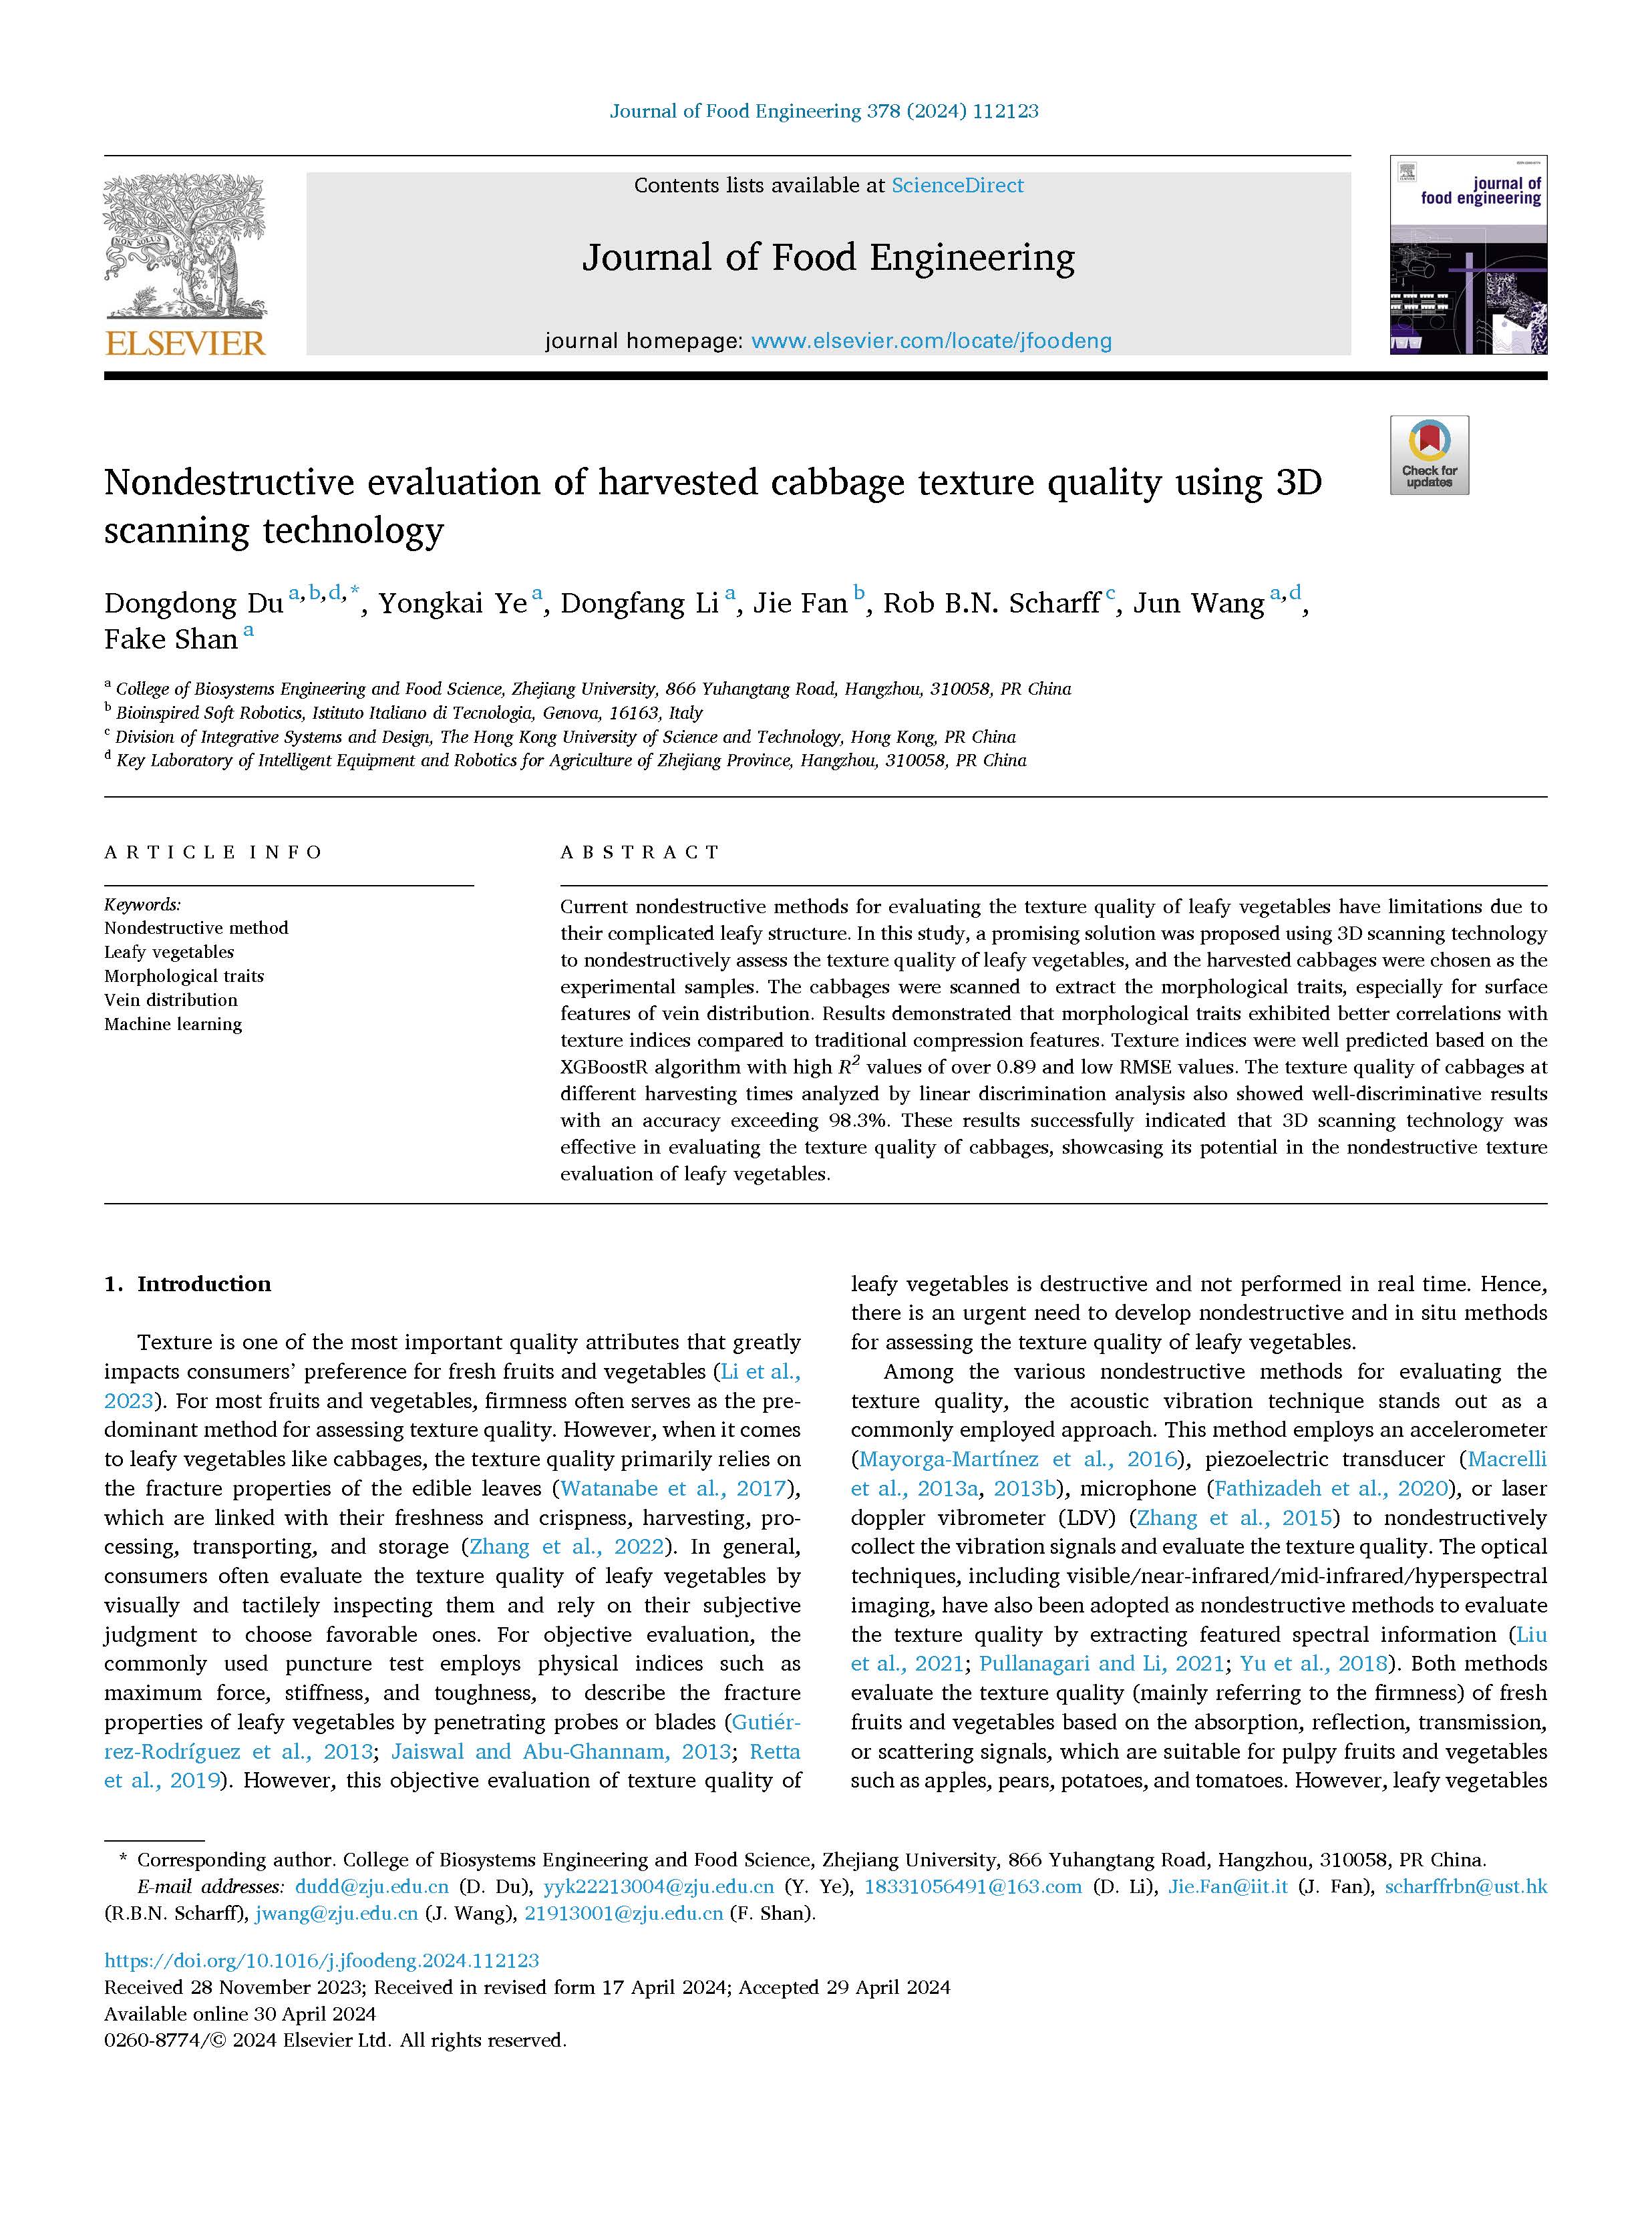 Journal of Food Engineering 378 (2024) 112123
Contents lists available at ScienceDirect
Journal of Food Engineering
journal homepage: www.elsevier.com/locate/jfoodeng
NON SOLUS
ELSEVIER
ELSEVIER
journal of
food engineering
Check for
updates
Nondestructive evaluation of harvested cabbage texture quality using 3D
scanning technology
Dongdong Du a,b,d,*, Yongkai Ye a, Dongfang Li a, Jie Fan b, Rob B.N. Scharff c, Jun Wang a,d,
Fake Shan a
a College of Biosystems Engineering and Food Science, Zhejiang University, 866 Yuhangtang Road, Hangzhou, 310058, PR China
b Bioinspired Soft Robotics, Istituto Italiano di Tecnologia, Genova, 16163, Italy
c Division of Integrative Systems and Design, The Hong Kong University of Science and Technology, Hong Kong, PR China
d Key Laboratory of Intelligent Equipment and Robotics for Agriculture of Zhejiang Province, Hangzhou, 310058, PR China
ARTICLE INFO
Keywords:
Nondestructive method
Leafy vegetables
Morphological traits
Vein distribution
Machine learning
ABSTRACT
Current nondestructive methods for evaluating the texture quality of leafy vegetables have limitations due to
their complicated leafy structure. In this study, a promising solution was proposed using 3D scanning technology
to nondestructively assess the texture quality of leafy vegetables, and the harvested cabbages were chosen as the
experimental samples. The cabbages were scanned to extract the morphological traits, especially for surface
features of vein distribution. Results demonstrated that morphological traits exhibited better correlations with
texture indices compared to traditional compression features. Texture indices were well predicted based on the
XGBoostR algorithm with high R² values of over 0.89 and low RMSE values. The texture quality of cabbages at
different harvesting times analyzed by linear discrimination analysis also showed well-discriminative results
with an accuracy exceeding 98.3%. These results successfully indicated that 3D scanning technology was
effective in evaluating the texture quality of cabbages, showcasing its potential in the nondestructive texture
evaluation of leafy vegetables.
1. Introduction
Texture is one of the most important quality attributes that greatly
impacts consumers’ preference for fresh fruits and vegetables (Li et al.,
2023). For most fruits and vegetables, firmness often serves as the pre-
dominant method for assessing texture quality. However, when it comes
to leafy vegetables like cabbages, the texture quality primarily relies on
the fracture properties of the edible leaves (Watanabe et al., 2017),
which are linked with their freshness and crispness, harvesting, pro-
cessing, transporting, and storage (Zhang et al., 2022). In general,
consumers often evaluate the texture quality of leafy vegetables by
visually and tactilely inspecting them and rely on their subjective
judgment to choose favorable ones. For objective evaluation, the
commonly used puncture test employs physical indices such as
maximum force, stiffness, and toughness, to describe the fracture
properties of leafy vegetables by penetrating probes or blades (Gutiér-
rez-Rodríguez et al., 2013; Jaiswal and Abu-Ghannam, 2013; Retta
et al., 2019). However, this objective evaluation of texture quality of
leafy vegetables is destructive and not performed in real time. Hence,
there is an urgent need to develop nondestructive and in situ methods
for assessing the texture quality of leafy vegetables.
Among the various nondestructive methods for evaluating the
texture quality, the acoustic vibration technique stands out as a
commonly employed approach. This method employs an accelerometer
(Mayorga-Martínez et al., 2016), piezoelectric transducer (Macrelli
et al., 2013a, 2013b), microphone (Fathizadeh et al., 2020), or laser
doppler vibrometer (LDV) (Zhang et al., 2015) to nondestructively
collect the vibration signals and evaluate the texture quality. The optical
techniques, including visible/near-infrared/mid-infrared/hyperspectral
imaging, have also been adopted as nondestructive methods to evaluate
the texture quality by extracting featured spectral information (Liu
et al., 2021; Pullanagari and Li, 2021; Yu et al., 2018). Both methods
evaluate the texture quality (mainly referring to the firmness) of fresh
fruits and vegetables based on the absorption, reflection, transmission,
or scattering signals, which are suitable for pulpy fruits and vegetables
such as apples, pears, potatoes, and tomatoes. However, leafy vegetables
* Corresponding author. College of Biosystems Engineering and Food Science, Zhejiang University, 866 Yuhangtang Road, Hangzhou, 310058, PR China.
E-mail addresses: dudd@zju.edu.cn (D. Du), yyk22213004@zju.edu.cn (Y. Ye), 18331056491@163.com (D. Li), Jie.Fan@iit.it (J. Fan), scharffrbn@ust.hk
(R.B.N. Scharff), jwang@zju.edu.cn (J. Wang), 21913001@zju.edu.cn (F. Shan).
https://doi.org/10.1016/j.jfoodeng.2024.112123
Received 28 November 2023; Received in revised form 17 April 2024; Accepted 29 April 2024
Available online 30 April 2024
0260-8774/© 2024 Elsevier Ltd. All rights reserved.